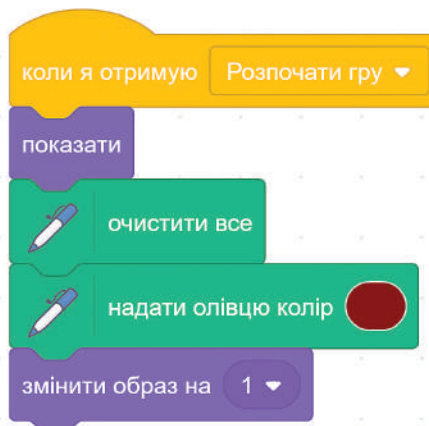 коли я отримую Розпочати гру
показати
очистити все
надати олівцю колір
змінити образ на 1